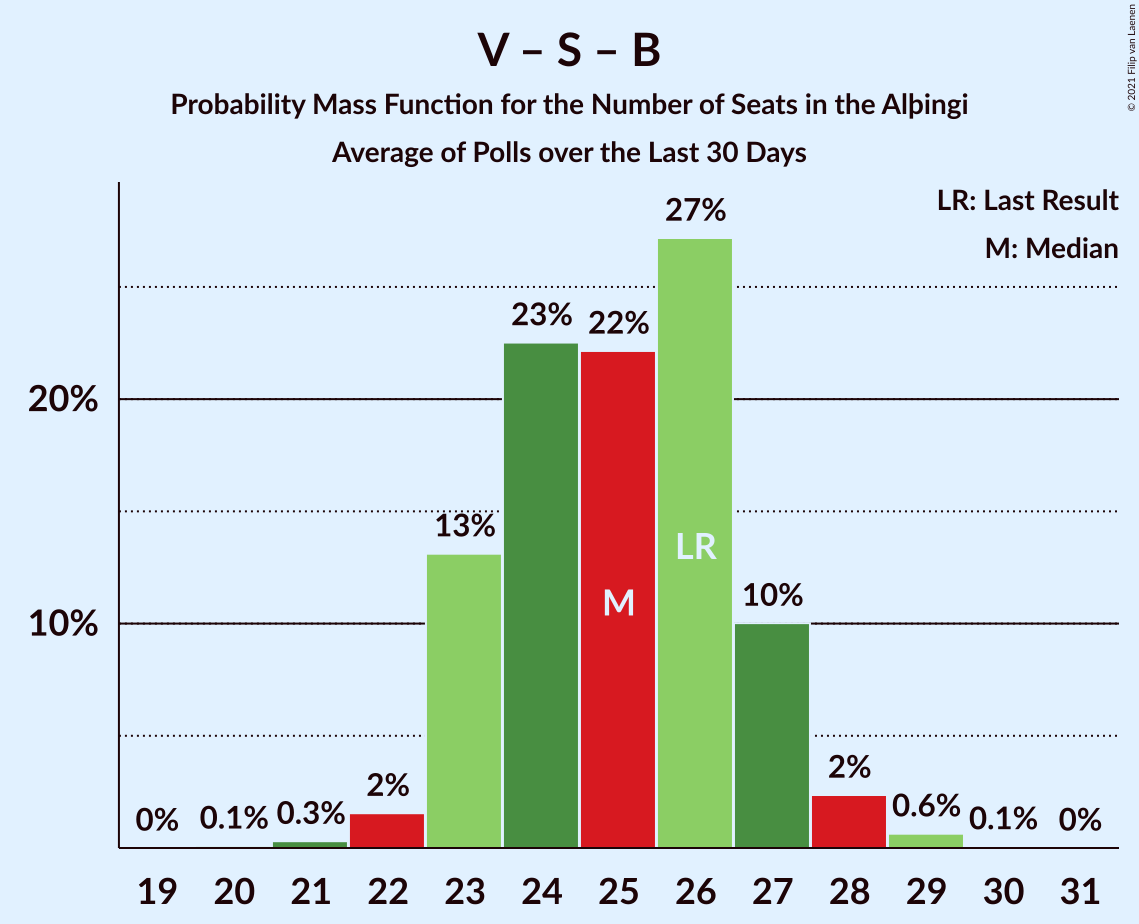 V – S – B
Probability Mass Function for the Number of Seats in the Alþingi
Average of Polls over the Last 30 Days
© 2021 Filip van Laenen
LR: Last Result
M: Median
20%
10%
0%
0.1%
0.3%
2%
13%
23%
22%
27%
10%
2%
0.6%
0.1%
0%
M
LR
19 20 21 22 23 24 25 26 27 28 29 30 31